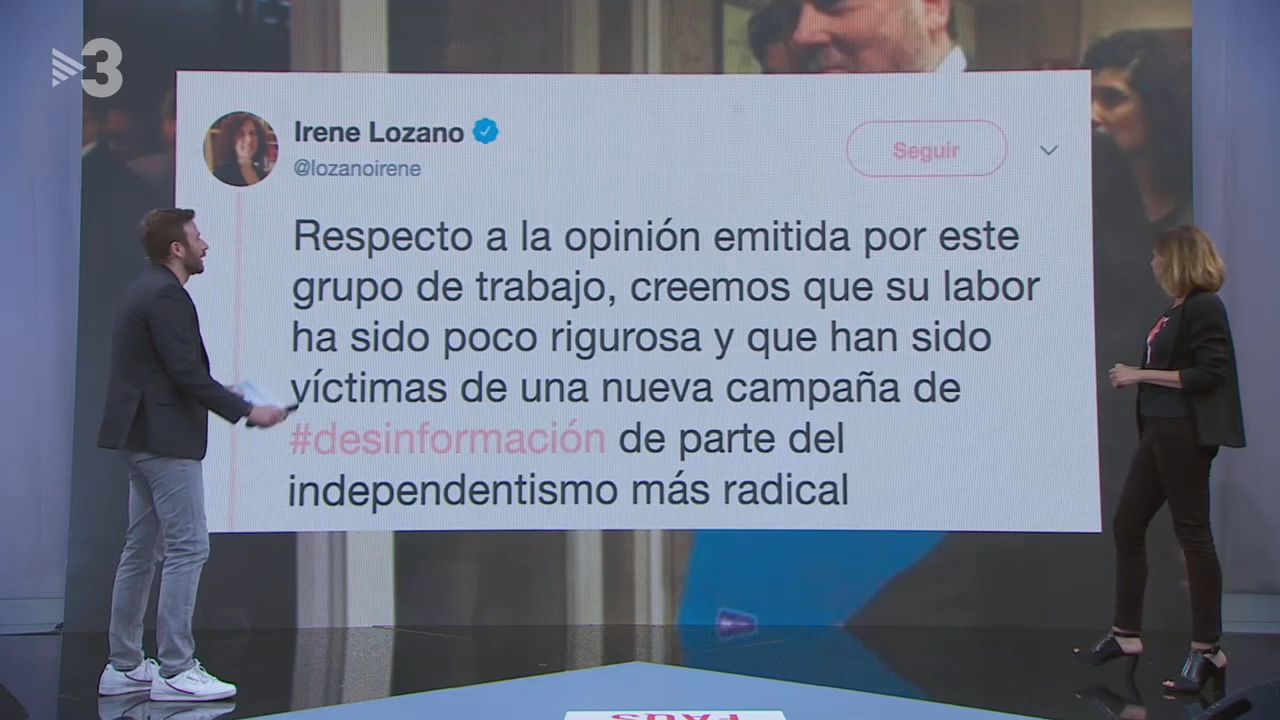 3
Irene Lozano
@lozanoirene
Seguir
Respecto a la opinión emitida por este
grupo de trabajo, creemos que su labor
ha sido poco rigurosa y que han sido
víctimas de una nueva campaña de
#desinformación de parte del
independentismo más radical
FAQS